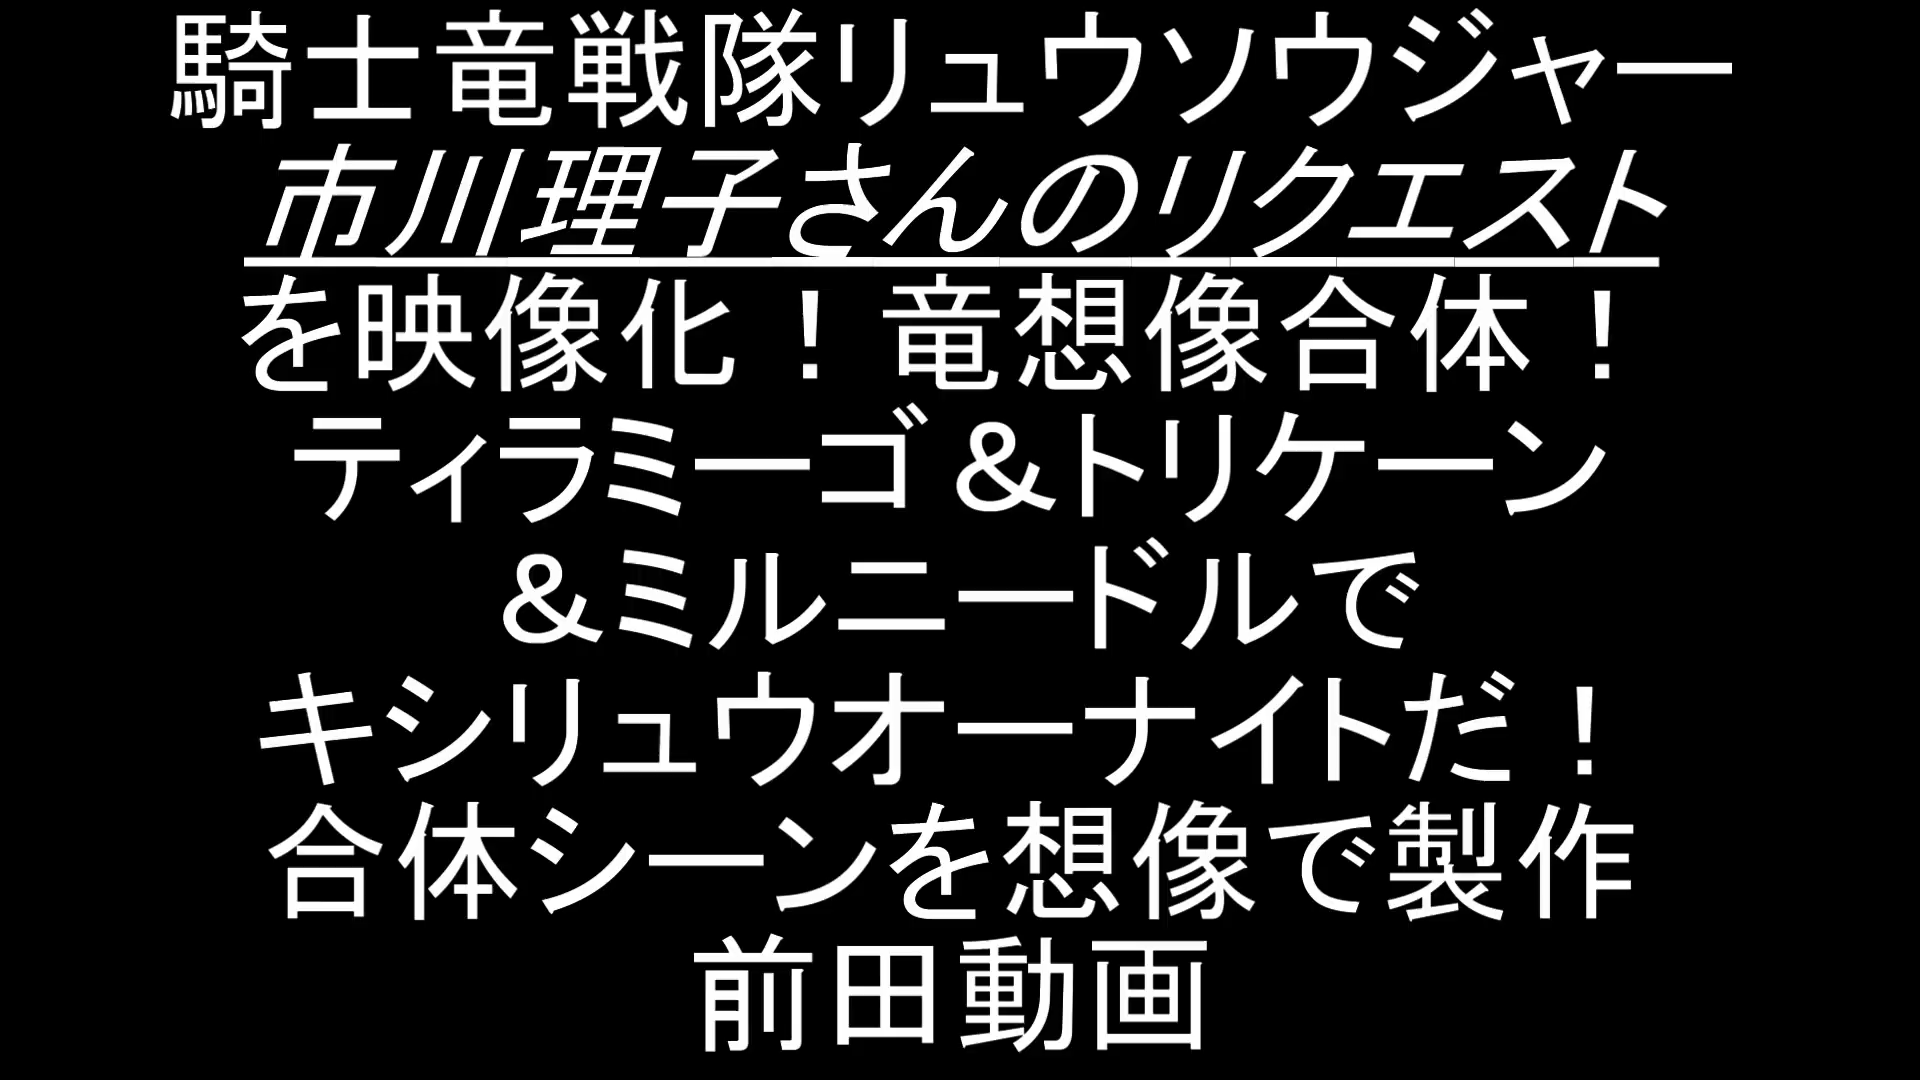 騎士竜戦隊リュウソウジャー
市川理子さんのリクエスト
を映像化！竜想像合体！
ティラミーゴ＆トリケーン
＆ミルニードルで
キシリュウオーナイトだ！
合体シーンを想像で製作
前田動画